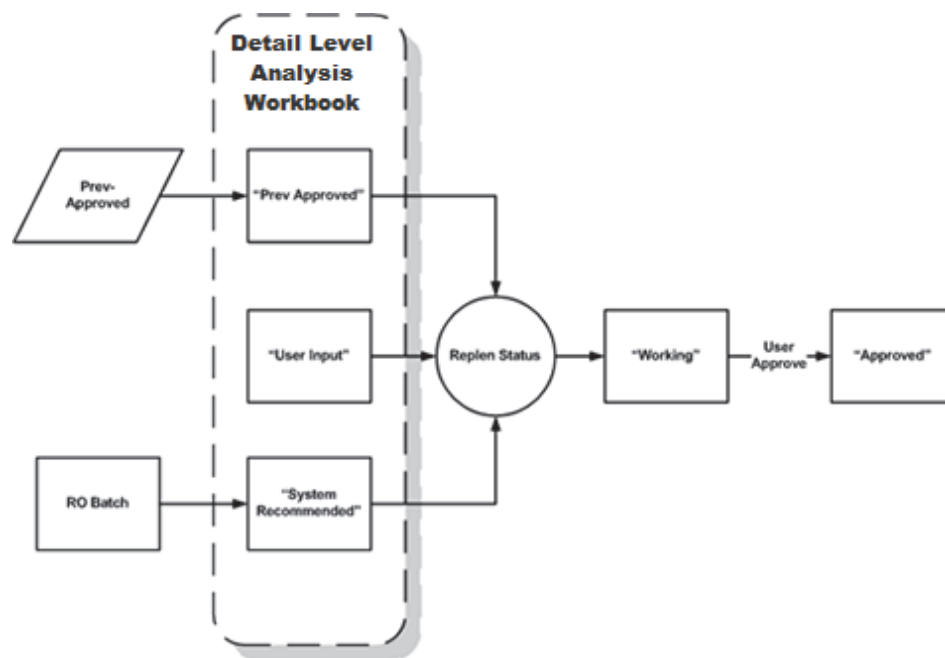 Detail Level
Analysis
Workbook
Prev-
Approved
“Prev Approved”
“User Input”
Replen Status
“Working”
User
Approve
“Approved”
RO Batch
“System
Recommended”